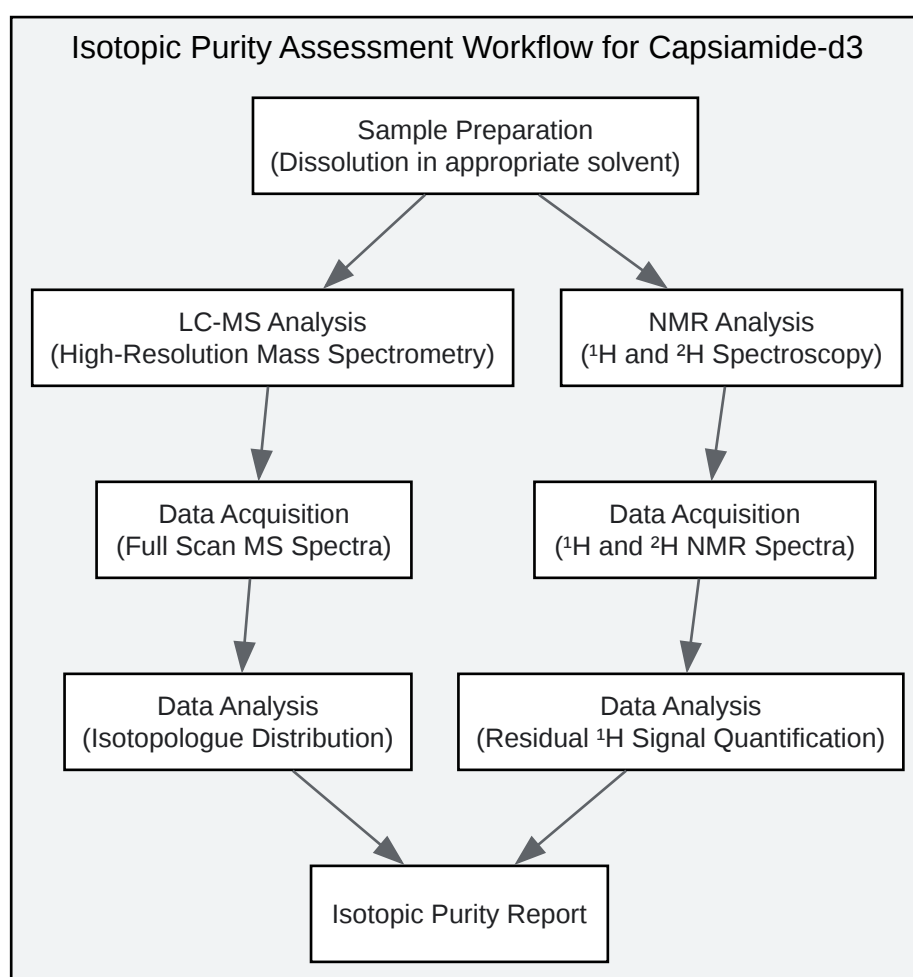 Isotopic Purity Assessment Workflow for Capsiamide-d3
Sample Preparation
(Dissolution in appropriate solvent)
LC-MS Analysis
(High-Resolution Mass Spectrometry)
NMR Analysis
(¹H and ²H Spectroscopy)
Data Acquisition
(Full Scan MS Spectra)
Data Acquisition
(¹H and ²H NMR Spectra)
Data Analysis
(Isotopologue Distribution)
Data Analysis
(Residual ¹H Signal Quantification)
Isotopic Purity Report